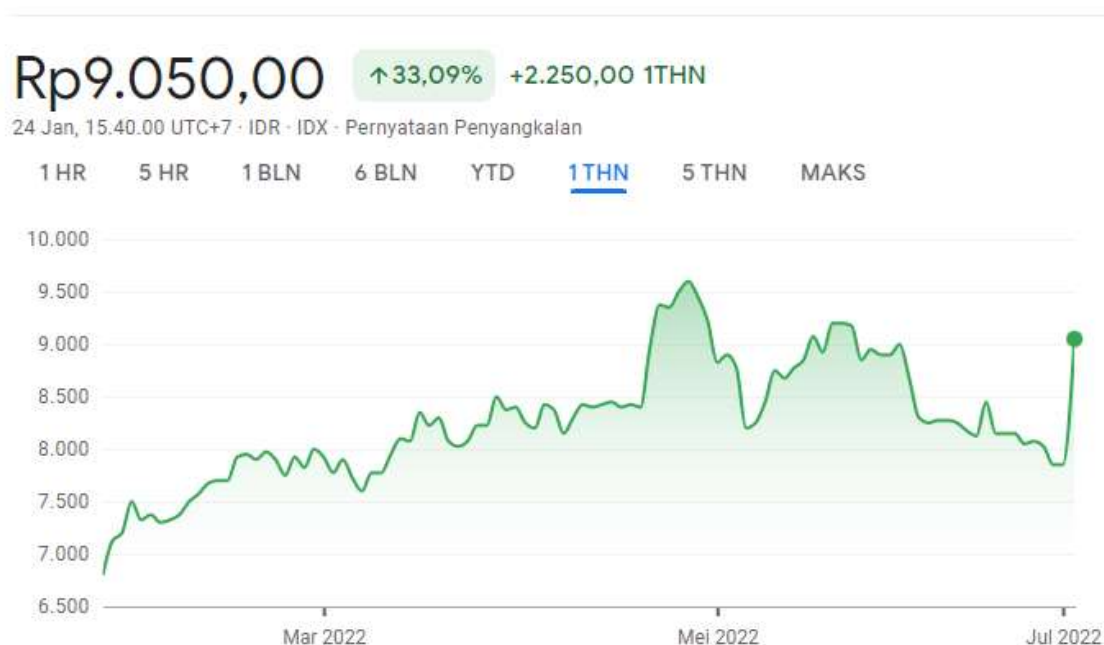 Rp9.050,00 ↑33,09% +2.250,00 1THN
24 Jan, 15.40.00 UTC+7 · IDR · IDX · Pernyataan Penyangkalan
1 HR 5 HR 1 BLN 6 BLN YTD 1 THN 5 THN MAKS
10.000
9.500
9.000
8.500
8.000
7.500
7.000
6.500
Mar 2022 Mei 2022 Jul 2022